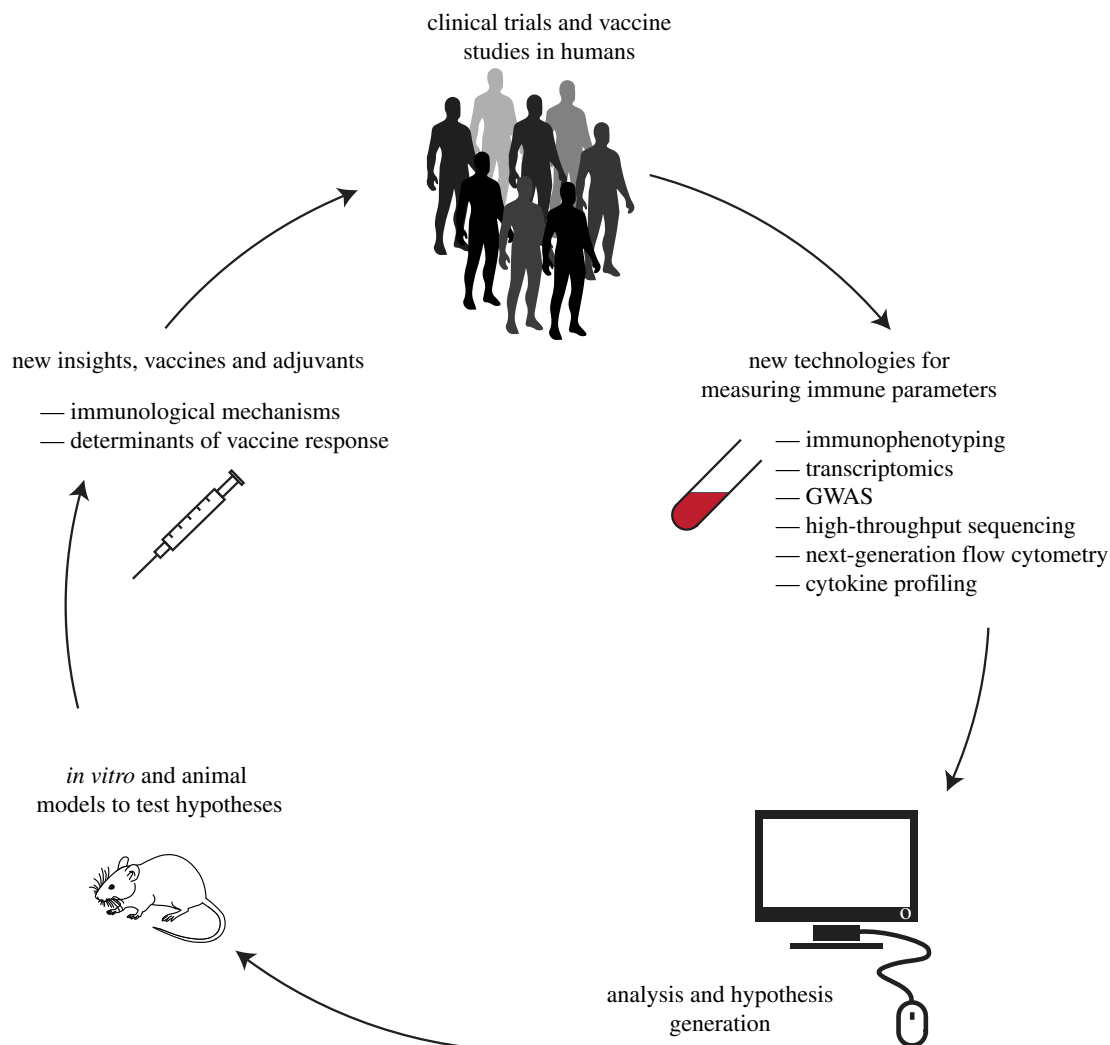 clinical trials and vaccine
studies in humans
new insights, vaccines and adjuvants
— immunological mechanisms
— determinants of vaccine response
new technologies for
measuring immune parameters
— immunophenotyping
— transcriptomics
— GWAS
— high-throughput sequencing
— next-generation flow cytometry
— cytokine profiling
in vitro and animal
models to test hypotheses
analysis and hypothesis
generation